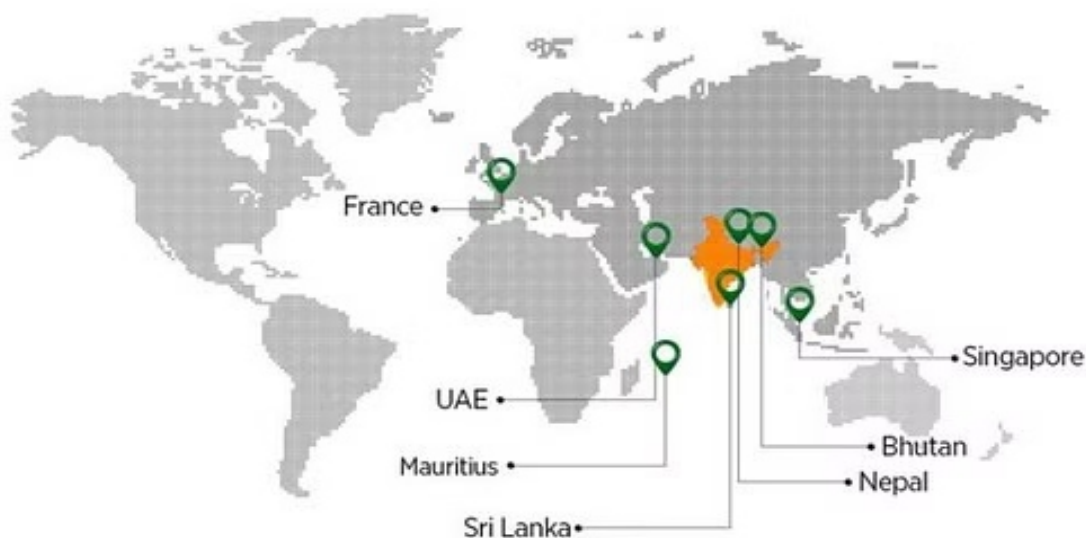 France
UAE
Mauritius
Sri Lanka
Singapore
Bhutan
Nepal